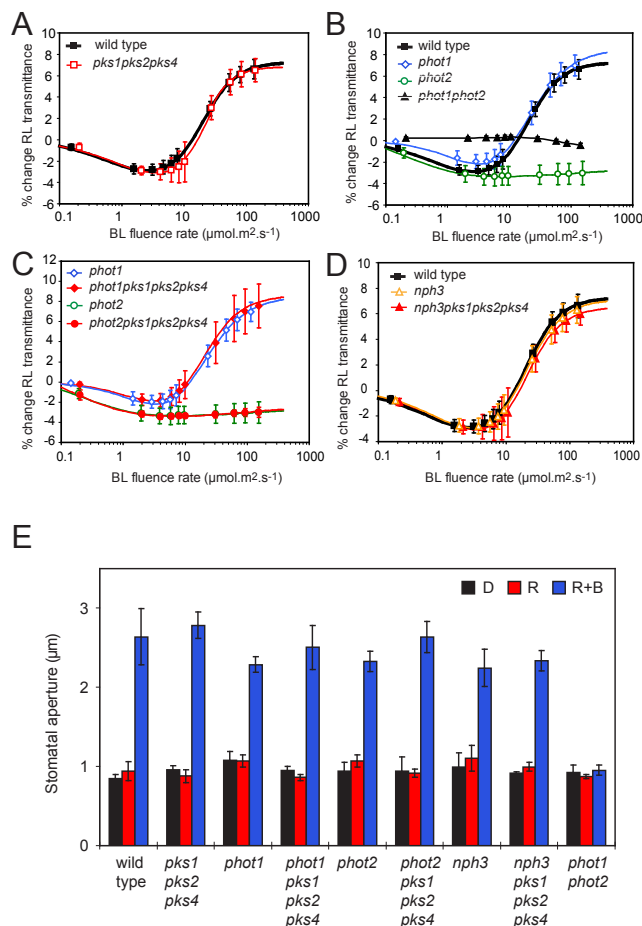 A
wild type
pks1pks2pks4
% change RL transmittance
8
6
4
2
0
-2
-4
-6
0.1
1
10
100
1000
BL fluence rate (µmol.m².s-1)
B
wild type
phot1
phot2
phot1phot2
% change RL transmittance
8
6
4
2
0
-2
-4
-6
0.1
1
10
100
1000
BL fluence rate (µmol.m².s-1)
C
phot1
phot1pks1pks2pks4
phot2
phot2pks1pks2pks4
% change RL transmittance
12
10
8
6
4
2
0
-2
-4
-6
0.1
1
10
100
1000
BL fluence rate (µmol.m².s-1)
D
wild type
nph3
nph3pks1pks2pks4
% change RL transmittance
8
6
4
2
0
-2
-4
0.1
1
10
100
1000
BL fluence rate (µmol.m².s-1)
E
D R R+B
Stomatal aperture (µm)
3
2
1
0
wild
type
pks1
pks2
pks4
phot1
phot1
pks1
pks2
pks4
phot2
phot2
pks1
pks2
pks4
nph3
nph3
pks1
pks2
pks4
phot1
phot2